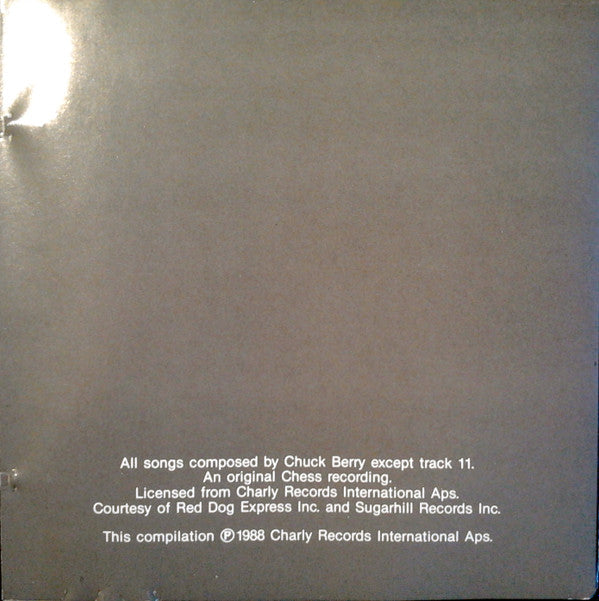 All songs composed by Chuck Berry except track 11.
An original Chess recording.
Licensed from Charly Records International Aps.
Courtesy of Red Dog Express Inc. and Sugarhill Records Inc.
This compilation ℗1988 Charly Records International Aps.